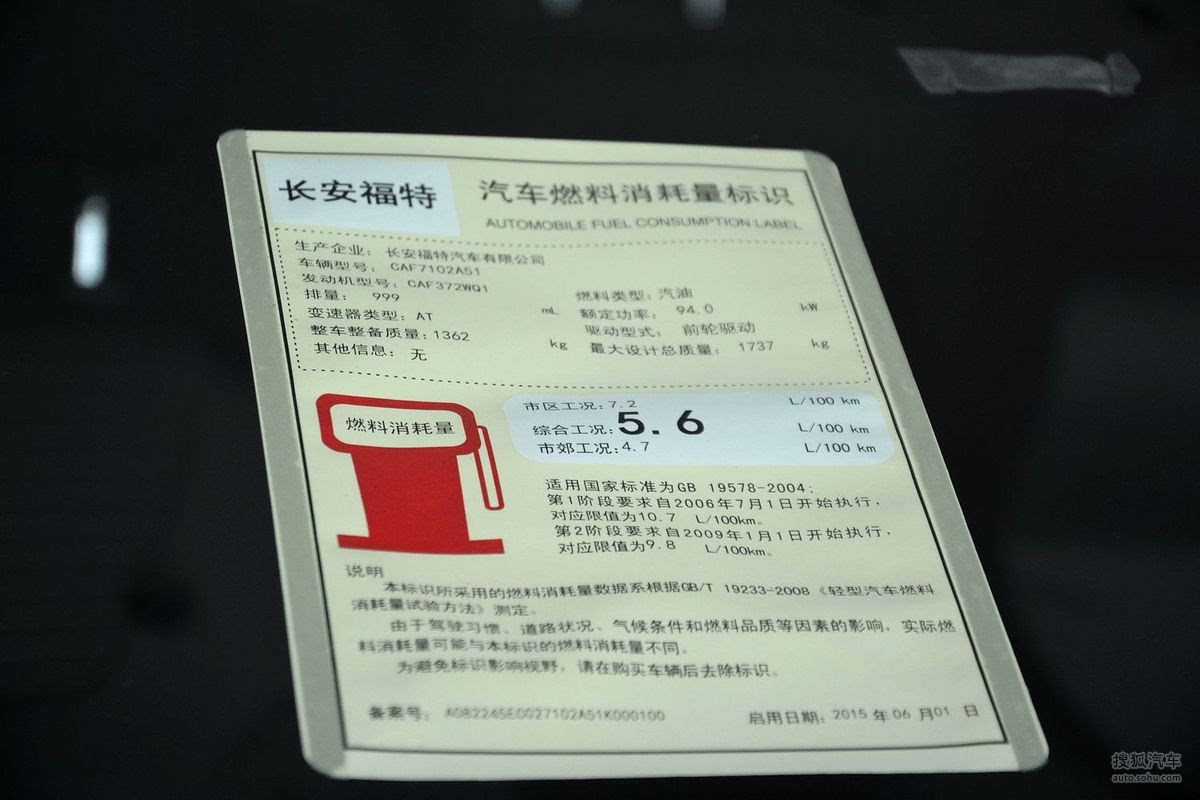 长安福特
汽车燃料消耗量标识
AUTOMOBILE FUEL CONSUMPTION LABEL
生产企业：长安福特汽车有限公司
车辆型号：CAF7102A51
发动机型号：CAF372WQ1
排量：999 mL
燃料类型：汽油
变速器类型：AT
额定功率：94.0 kW
整车整备质量：1362 kg
驱动型式：前轮驱动
其他信息：无
最大设计总质量：1737 kg
燃料消耗量
市区工况：7.2 L/100 km
综合工况：5.6 L/100 km
市郊工况：4.7 L/100 km
适用国家标准为GB 19578-2004；
第1阶段要求自2006年7月1日开始执行，
对应限值为10.7 L/100km。
第2阶段要求自2009年1月1日开始执行，
对应限值为9.8 L/100km。
说明
本标识所采用的燃料消耗量数据系根据GB/T 19233-2008《轻型汽车燃料
消耗量试验方法》测定。
由于驾驶习惯、道路状况、气候条件和燃料品质等因素的影响，实际燃
料消耗量可能与本标识的燃料消耗量不同。
为避免标识影响视野，请在购买车辆后去除标识。
备案号：
启用日期：2015 年 06 月 01 日
搜狐汽车
auto.sohu.com